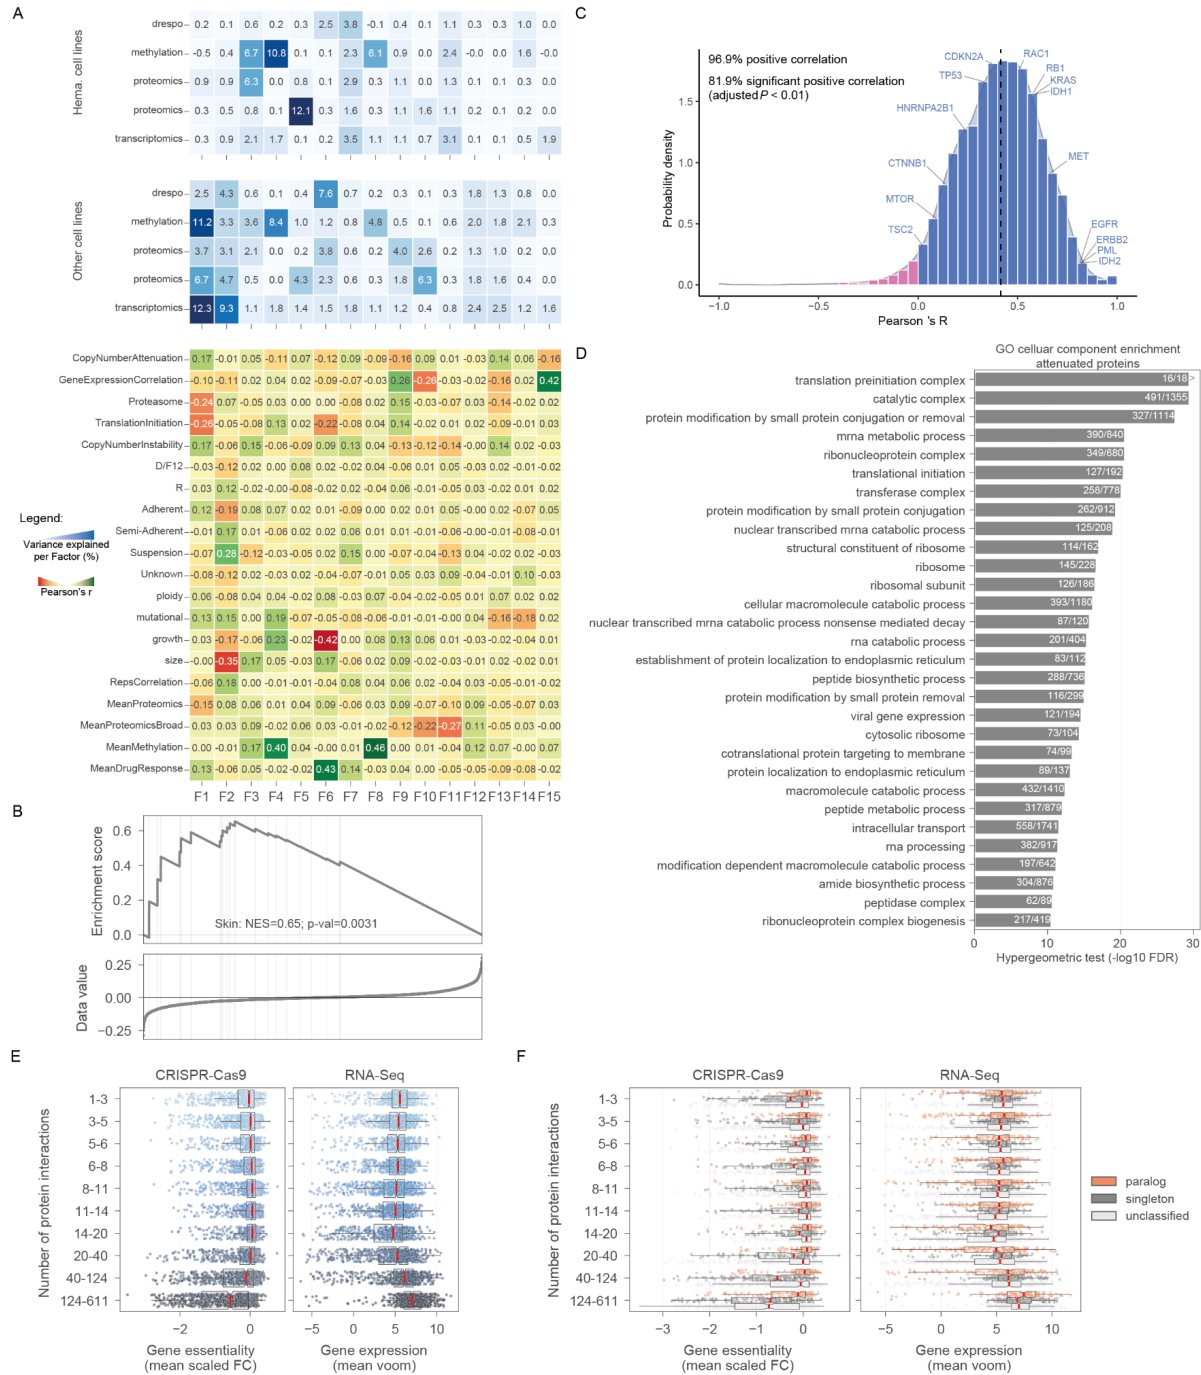 A
Hema. cell lines
drespo 0.2 0.1 0.6 0.2 0.3 2.5 3.8 -0.1 0.4 0.1 1.1 0.3 0.3 0.1 0.0
methylation -0.5 0.4 6.7 10.8 0.1 0.1 2.3 6.1 0.9 0.0 2.4 -0.0 0.0 1.6 -0.0
proteomics 0.9 0.9 6.3 0.0 0.8 0.1 2.9 0.3 1.1 0.0 1.3 0.1 0.1 0.3 0.0
proteomics 0.1 0.3 0.8 0.1 12.1 0.3 1.6 0.3 1.1 1.6 1.1 0.2 0.1 0.2 0.0
transcriptomics 0.3 0.9 2.1 1.7 0.1 0.2 3.5 1.1 1.1 0.7 3.1 0.1 0.1 0.5 1.9
Other cell lines
drespo 2.5 4.3 0.6 0.1 0.4 7.6 0.7 0.2 0.3 0.1 0.3 1.8 1.3 0.8 0.0
methylation 11.2 3.3 3.6 8.4 1.0 1.2 0.8 4.8 0.5 0.1 0.6 2.0 1.8 2.1 0.3
proteomics 3.7 3.1 2.1 0.0 0.2 3.8 0.6 0.2 4.0 2.6 0.2 1.3 0.6 0.4 0.0
proteomics 6.7 4.7 0.5 0.0 4.3 2.3 0.6 0.3 1.8 6.3 0.3 1.8 1.6 0.4 0.0
transcriptomics 12.3 9.3 1.1 1.8 1.4 1.5 1.8 1.1 0.9 1.1 0.8 2.4 2.5 1.2 1.6
CopyNumberAttenuation 0.17 -0.01 0.05 -0.11 0.07 -0.12 0.09 -0.09 -0.16 0.09 0.01 -0.03 0.14 0.06 -0.16
GeneExpressionCorrelation -0.10 -0.11 0.02 0.04 0.02 -0.09 -0.07 -0.03 0.26 -0.26 -0.03 -0.02 -0.16 0.02 0.42
Proteasome -0.24 0.07 -0.05 -0.03 0.00 0.00 -0.08 0.02 0.15 -0.03 -0.02 -0.03 -0.14 -0.02 0.02
TranslationInitiation -0.26 -0.05 -0.08 0.13 0.02 -0.22 -0.08 0.04 0.14 -0.02 0.01 0.02 -0.09 -0.01 0.03
CopyNumberInstability 0.17 -0.06 0.15 -0.06 -0.09 0.09 0.13 0.04 -0.13 -0.12 -0.14 0.00 0.14 0.02 -0.03
D/F12 -0.03 -0.12 0.02 0.00 0.08 0.02 -0.02 0.04 -0.06 0.01 0.05 -0.03 0.02 -0.01 -0.02
R 0.03 0.12 -0.02 -0.00 -0.08 -0.02 0.02 -0.04 0.06 -0.01 -0.05 0.03 -0.02 0.01 0.02
Adherent 0.12 -0.19 0.08 0.07 0.02 0.01 -0.09 0.01 0.05 -0.01 0.12 -0.00 0.02 -0.07 0.05
Semi-Adherent -0.01 0.17 0.01 -0.06 0.02 -0.06 0.02 -0.01 0.01 0.01 -0.06 -0.00 -0.01 -0.08 -0.01
Suspension -0.07 0.28 -0.12 -0.03 -0.05 0.02 0.15 0.00 -0.07 -0.04 -0.13 0.04 -0.02 -0.02 -0.03
Unknown -0.08 -0.12 0.02 -0.03 -0.02 -0.04 -0.07 -0.01 0.02 0.03 0.09 -0.04 -0.01 0.10 -0.04
ploidy 0.06 -0.08 0.04 -0.04 -0.02 0.08 -0.03 0.07 -0.04 -0.02 -0.05 0.01 0.07 0.02 0.02
mutational 0.13 0.15 0.00 0.19 -0.07 -0.05 -0.08 -0.06 -0.02 0.01 -0.01 -0.03 -0.16 -0.18 0.02
growth 0.03 -0.17 -0.06 0.23 -0.02 -0.42 0.00 0.08 0.13 0.06 0.01 -0.03 -0.02 -0.04 0.01
size -0.00 -0.35 0.17 0.05 -0.03 0.17 -0.06 0.02 0.09 -0.02 0.05 0.04 -0.05 -0.02 0.01
RepsCorrelation -0.06 0.18 0.00 -0.01 -0.01 -0.04 0.08 0.04 0.06 0.02 -0.04 0.05 -0.03 0.01 -0.02
MeanProteomics -0.15 0.08 0.06 0.01 0.04 0.09 -0.06 0.03 0.09 -0.07 -0.10 0.09 -0.05 -0.07 0.03
MeanProteomicsBroad 0.03 0.03 0.09 -0.02 0.06 0.03 -0.01 -0.02 -0.12 -0.22 -0.27 0.11 -0.05 0.03 -0.00
MeanMethylation 0.00 -0.01 0.17 0.40 0.04 -0.00 0.01 0.46 0.00 -0.01 -0.04 0.12 0.07 -0.00 0.07
MeanDrugResponse 0.13 -0.06 0.05 -0.02 -0.02 0.43 0.14 -0.03 0.04 0.00 -0.05 -0.05 -0.09 -0.08 -0.02
F1 F2 F3 F4 F5 F6 F7 F8 F9 F10 F11 F12 F13 F14 F15
Legend:
Variance explained
per Factor (%)
Pearson's r
B
Enrichment score
0.6
0.4
0.2
0.0
Skin: NES=0.65; p-val=0.0031
Data value
0.25
0.00
−0.25
C
96.9% positive correlation
81.9% significant positive correlation
(adjusted P < 0.01)
Probability density
1.5
1.0
0.5
0.0
CDKN2A
TP53
HNRNPA2B1
CTNNB1
MTOR
TSC2
RAC1
RB1
KRAS
IDH1
MET
EGFR
ERBB2
PML
IDH2
−1.0 −0.5 0.0 0.5 1.0
Pearson 's R
D
GO celluar component enrichment
attenuated proteins
translation preinitiation complex 16/18 >
catalytic complex 491/1355
protein modification by small protein conjugation or removal 327/1114
mrna metabolic process 390/840
ribonucleoprotein complex 349/680
translational initiation 127/192
transferase complex 258/778
protein modification by small protein conjugation 262/912
nuclear transcribed mrna catabolic process 125/208
structural constituent of ribosome 114/162
ribosome 145/228
ribosomal subunit 126/186
cellular macromolecule catabolic process 393/1180
nuclear transcribed mrna catabolic process nonsense mediated decay 87/120
rna catabolic process 201/404
establishment of protein localization to endoplasmic reticulum 83/112
peptide biosynthetic process 288/736
protein modification by small protein removal 116/299
viral gene expression 121/194
cytosolic ribosome 73/104
cotranslational protein targeting to membrane 74/99
protein localization to endoplasmic reticulum 89/137
macromolecule catabolic process 432/1410
peptide metabolic process 317/879
intracellular transport 558/1741
rna processing 382/917
modification dependent macromolecule catabolic process 197/642
amide biosynthetic process 304/876
peptidase complex 62/89
ribonucleoprotein complex biogenesis 217/419
0 10 20 30
Hypergeometric test (-log10 FDR)
E
CRISPR-Cas9 RNA-Seq
Number of protein interactions
1-3
3-5
5-6
6-8
8-11
11-14
14-20
20-40
40-124
124-611
−2 0 −5 0 5 10
Gene essentiality
(mean scaled FC)
Gene expression
(mean voom)
F
CRISPR-Cas9 RNA-Seq
Number of protein interactions
1-3
3-5
5-6
6-8
8-11
11-14
14-20
20-40
40-124
124-611
−3 −2 −1 0 −5 0 5 10
Gene essentiality
(mean scaled FC)
Gene expression
(mean voom)
paralog
singleton
unclassified